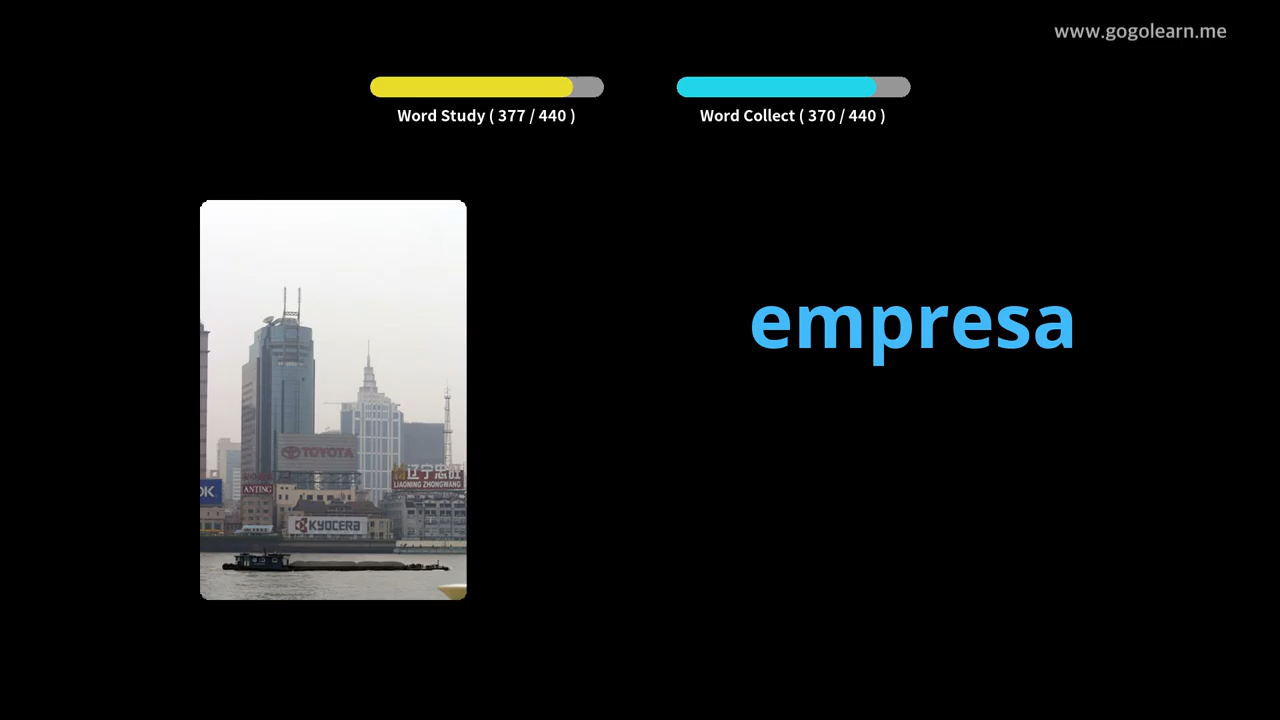 www.gogolearn.me
Word Study ( 377 / 440 )
Word Collect ( 370 / 440 )
empresa
TOYOTA
辽宁忠旺
LIAONING ZHONGWANG
OK
ANTING
KYOCERA